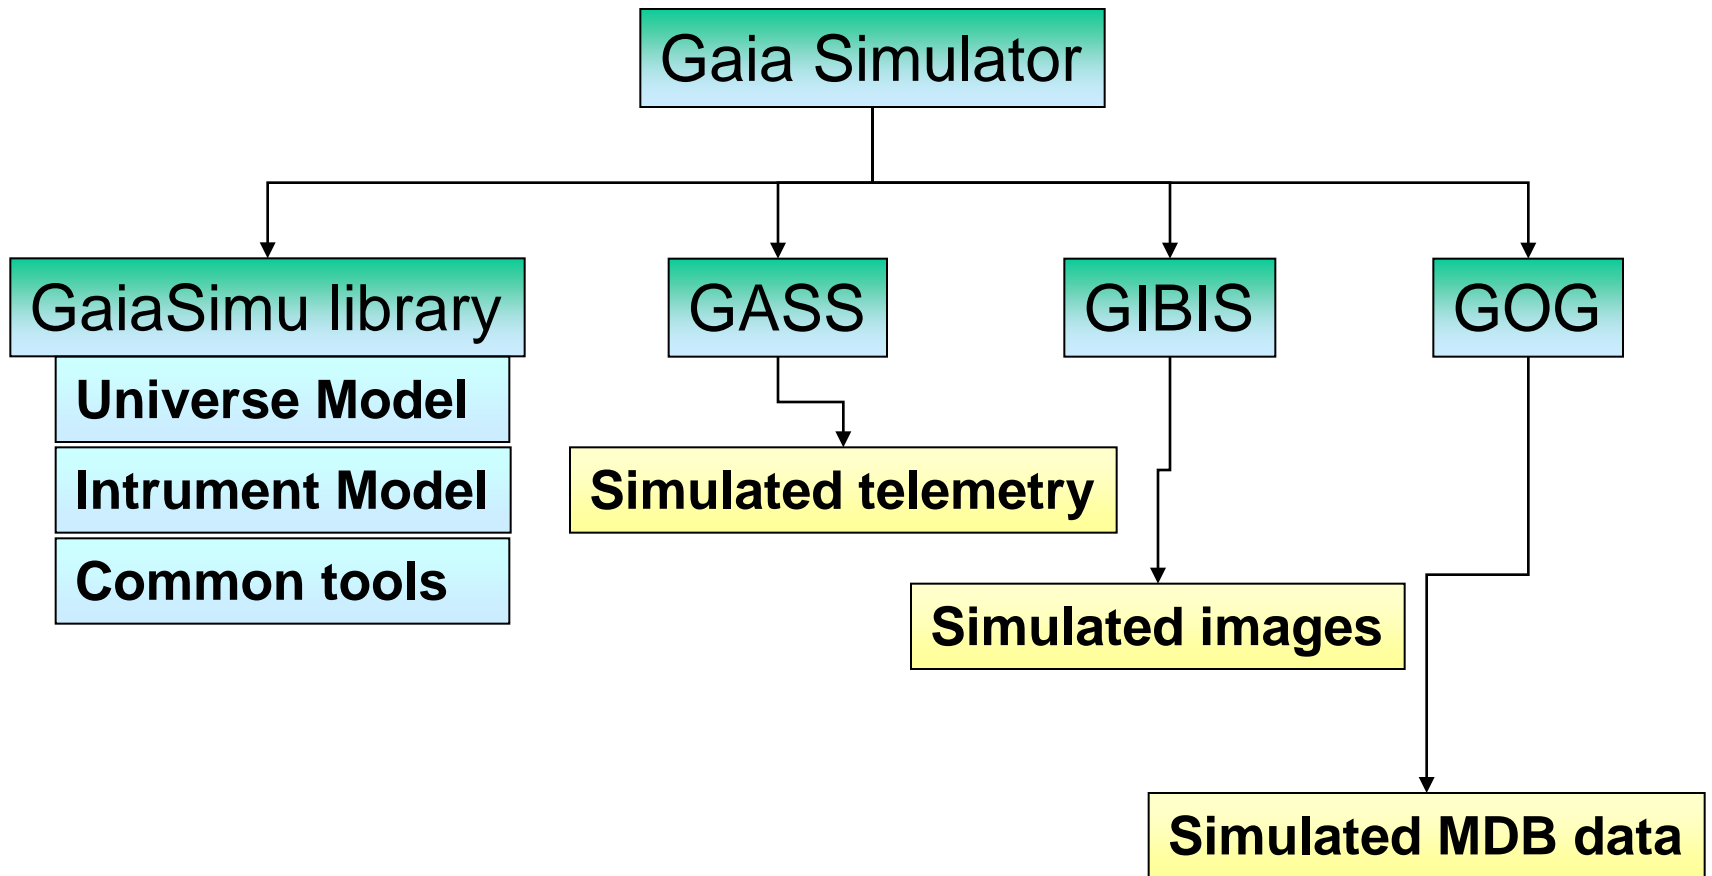 Gaia Simulator
GaiaSimu library
GASS
GIBIS
GOG
Universe Model
Intrument Model
Common tools
Simulated telemetry
Simulated images
Simulated MDB data